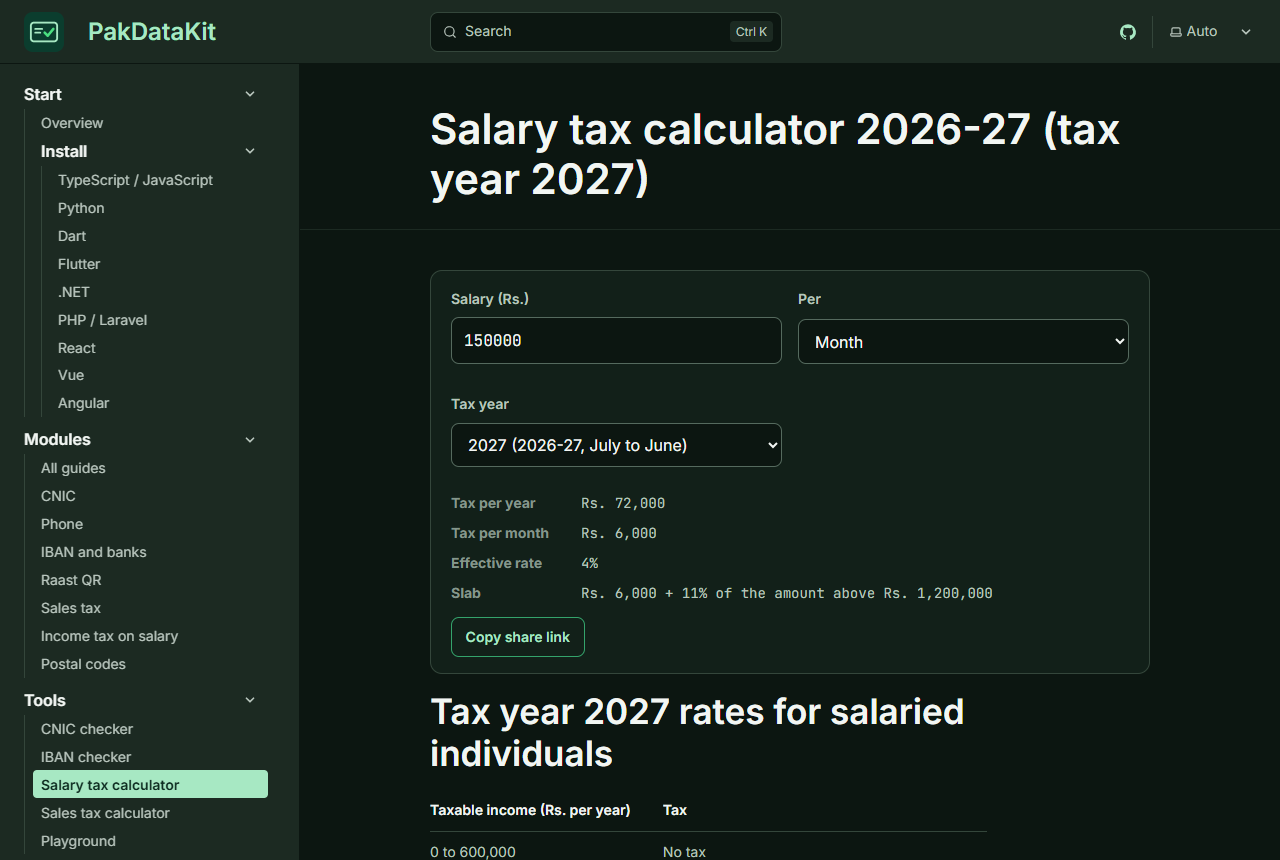 PakDataKit
Search
Ctrl K
Auto
Start
Overview
Install
TypeScript / JavaScript
Python
Dart
Flutter
.NET
PHP / Laravel
React
Vue
Angular
Modules
All guides
CNIC
Phone
IBAN and banks
Raast QR
Sales tax
Income tax on salary
Postal codes
Tools
CNIC checker
IBAN checker
Salary tax calculator
Sales tax calculator
Playground
Salary tax calculator 2026-27 (tax
year 2027)
Salary (Rs.)
Per
150000
Month
Tax year
2027 (2026-27, July to June)
Tax per year Rs. 72,000
Tax per month Rs. 6,000
Effective rate 4%
Slab Rs. 6,000 + 11% of the amount above Rs. 1,200,000
Copy share link
Tax year 2027 rates for salaried
individuals
Taxable income (Rs. per year) Tax
0 to 600,000 No tax